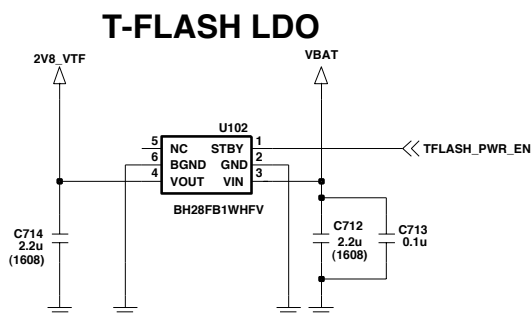 T-FLASH LDO
2V8_VTF
VBAT
U102
5 NC STBY 1
6 BGND GND 2
4 VOUT VIN 3
TFLASH_PWR_EN
BH28FB1WHFV
C714
2.2u
(1608)
C712
2.2u
(1608)
C713
0.1u